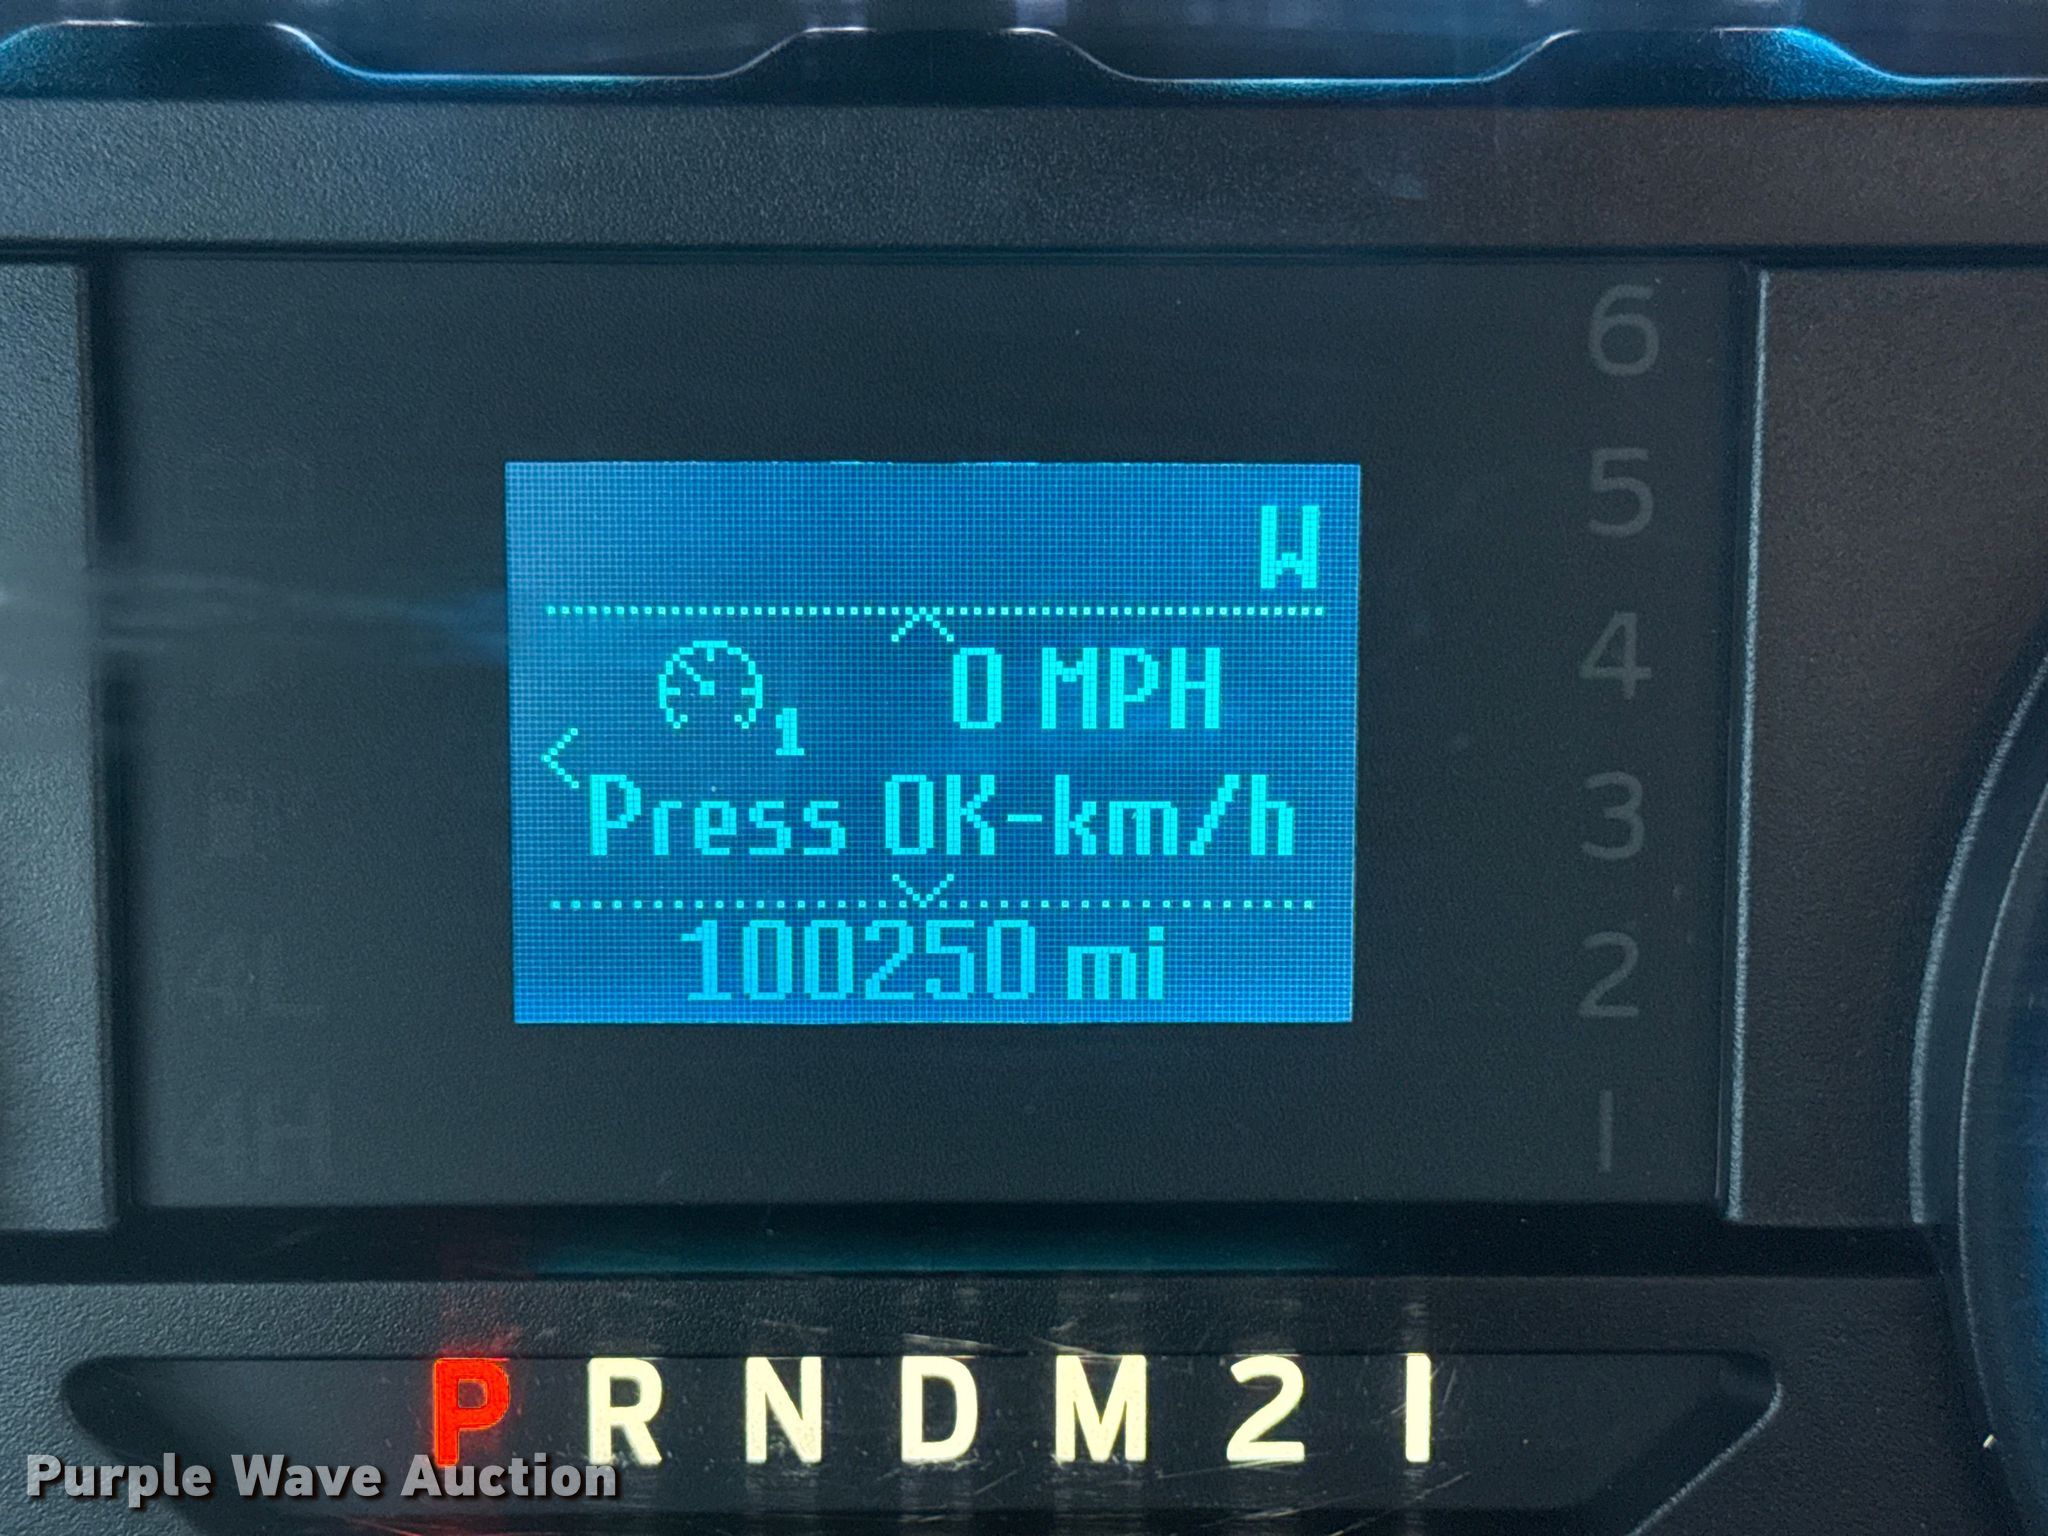 W
0 MPH
1
Press OK-km/h
100250 mi
6
5
4
3
2
1
P R N D M 2 1
Purple Wave Auction